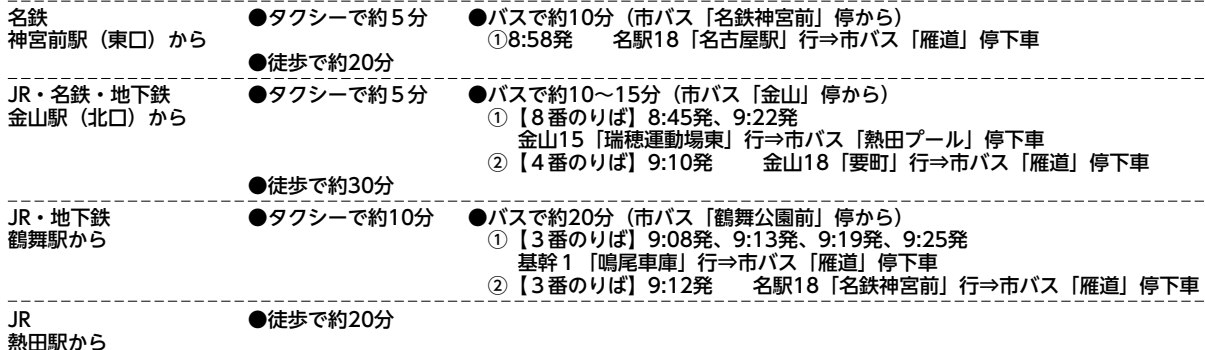 名鉄　●タクシーで約５分　●バスで約10分（市バス「名鉄神宮前」停から）
神宮前駅（東口）から　①8:58発　名駅18「名古屋駅」行⇒市バス「雁道」停下車
●徒歩で約20分
JR・名鉄・地下鉄　●タクシーで約５分　●バスで約10～15分（市バス「金山」停から）
金山駅（北口）から　①【８番のりば】8:45発、9:22発
金山15「瑞穂運動場東」行⇒市バス「熱田プール」停下車
②【４番のりば】9:10発　金山18「要町」行⇒市バス「雁道」停下車
●徒歩で約30分
JR・地下鉄　●タクシーで約10分　●バスで約20分（市バス「鶴舞公園前」停から）
鶴舞駅から　①【３番のりば】9:08発、9:13発、9:19発、9:25発
基幹１「鳴尾車庫」行⇒市バス「雁道」停下車
②【３番のりば】9:12発　名駅18「名鉄神宮前」行⇒市バス「雁道」停下車
JR　●徒歩で約20分
熱田駅から